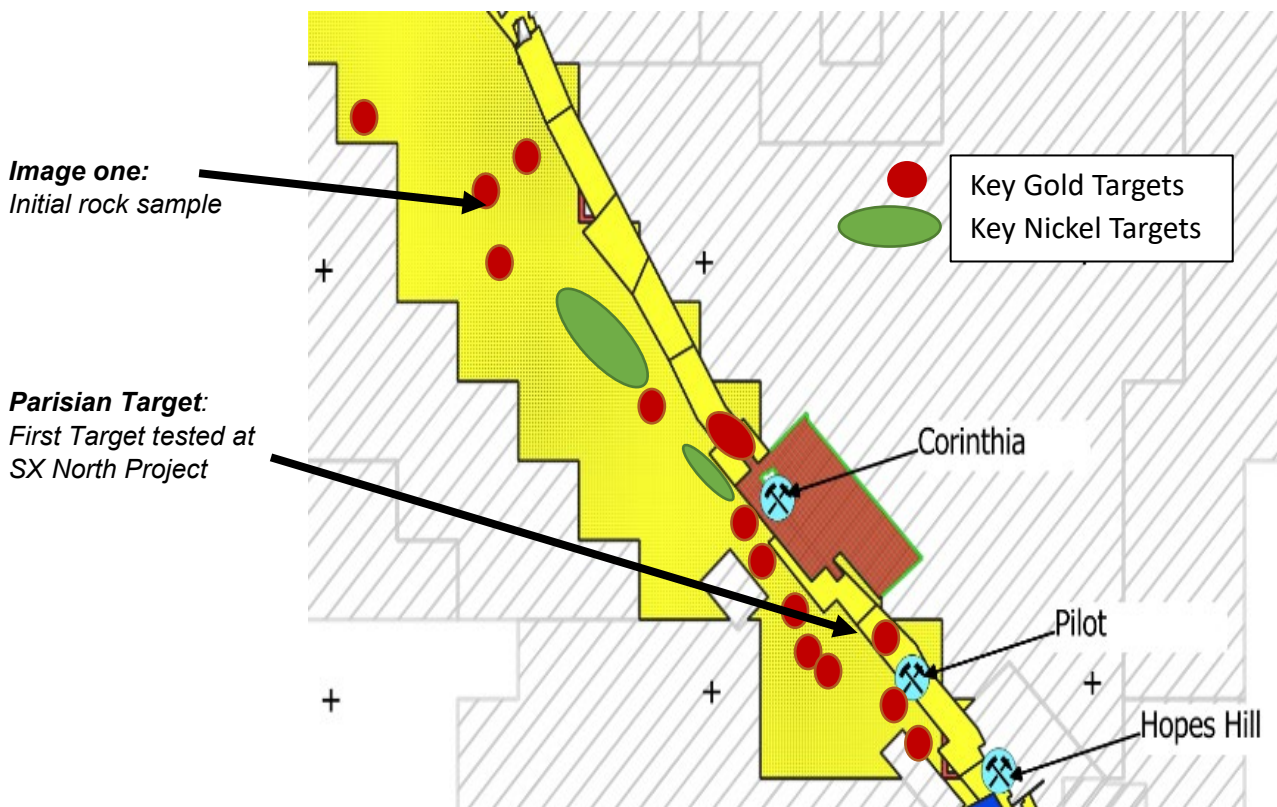 Image one:
Initial rock sample
Key Gold Targets
Key Nickel Targets
Parisian Target:
First Target tested at
SX North Project
Corinthia
Pilot
Hopes Hill